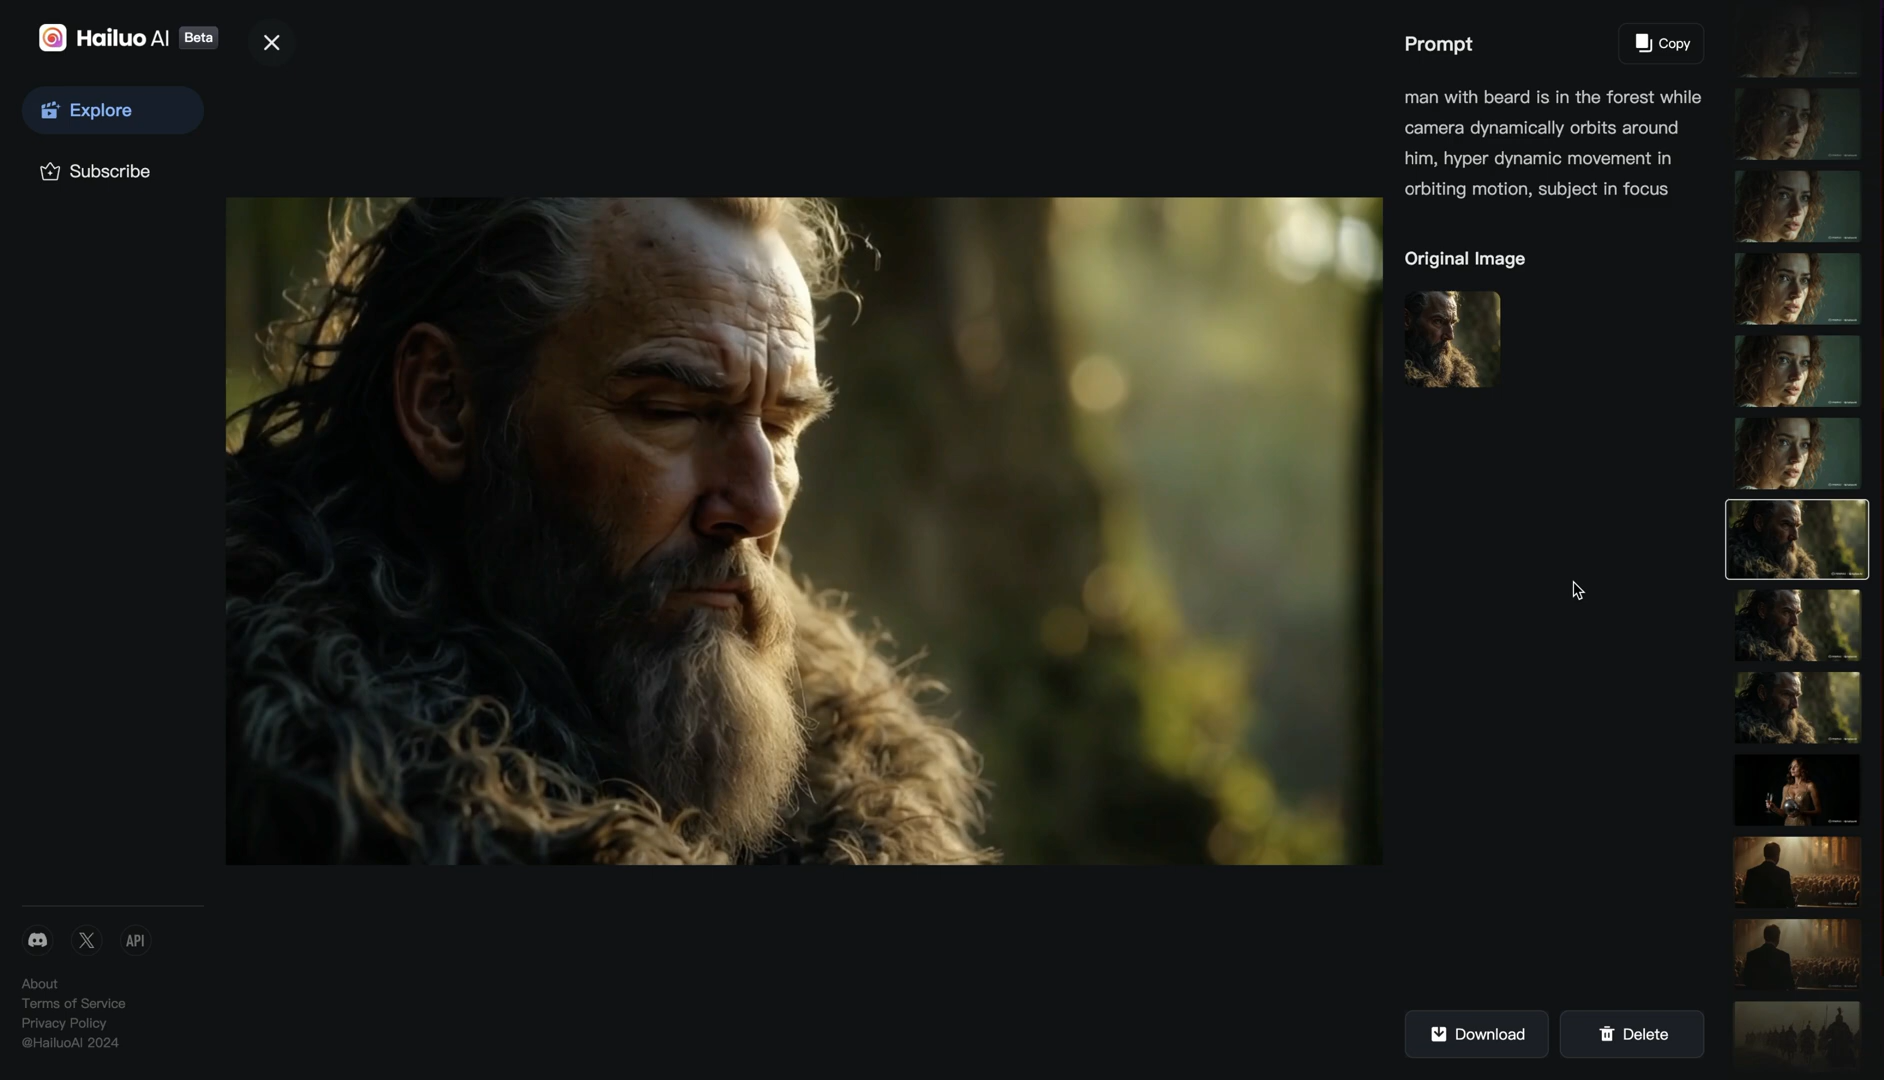 Hailuo AI Beta
Explore
Subscribe
Prompt
Copy
man with beard is in the forest while
camera dynamically orbits around
him, hyper dynamic movement in
orbiting motion, subject in focus
Original Image
API
About
Terms of Service
Privacy Policy
@HailuoAI 2024
Download
Delete